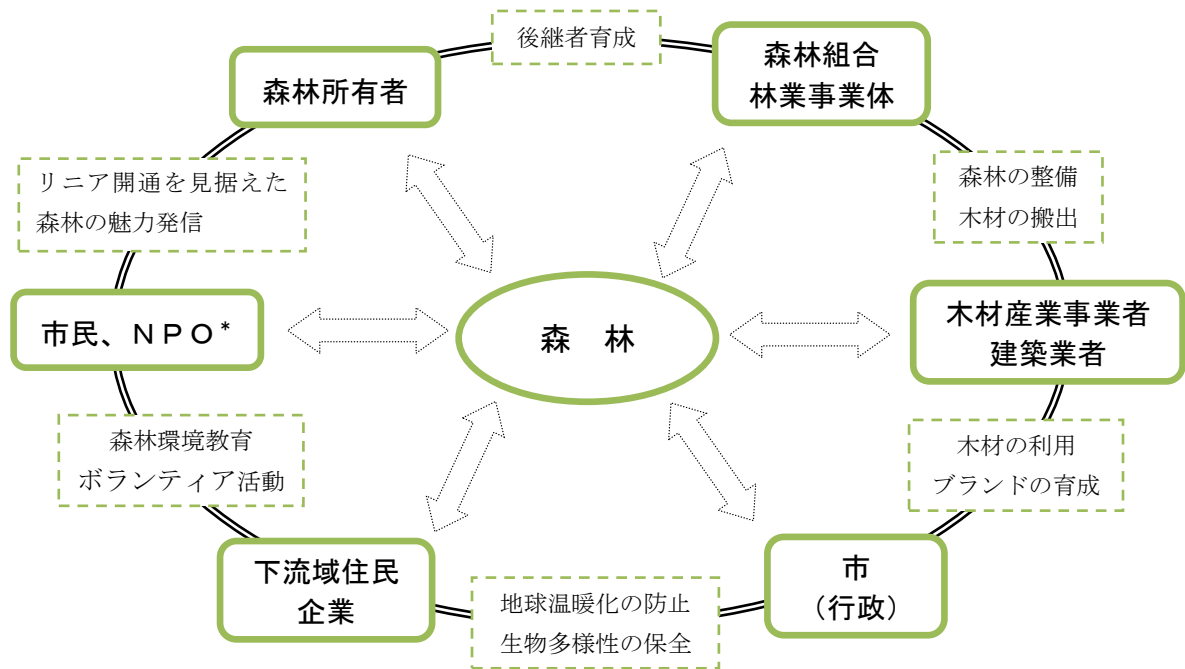 後継者育成
森林所有者
森林組合
林業事業体
リニア開通を見据えた
森林の魅力発信
森林の整備
木材の搬出
市民、ＮＰＯ*
森　林
木材産業事業者
建築業者
森林環境教育
ボランティア活動
木材の利用
ブランドの育成
下流域住民
企業
地球温暖化の防止
生物多様性の保全
市
（行政）